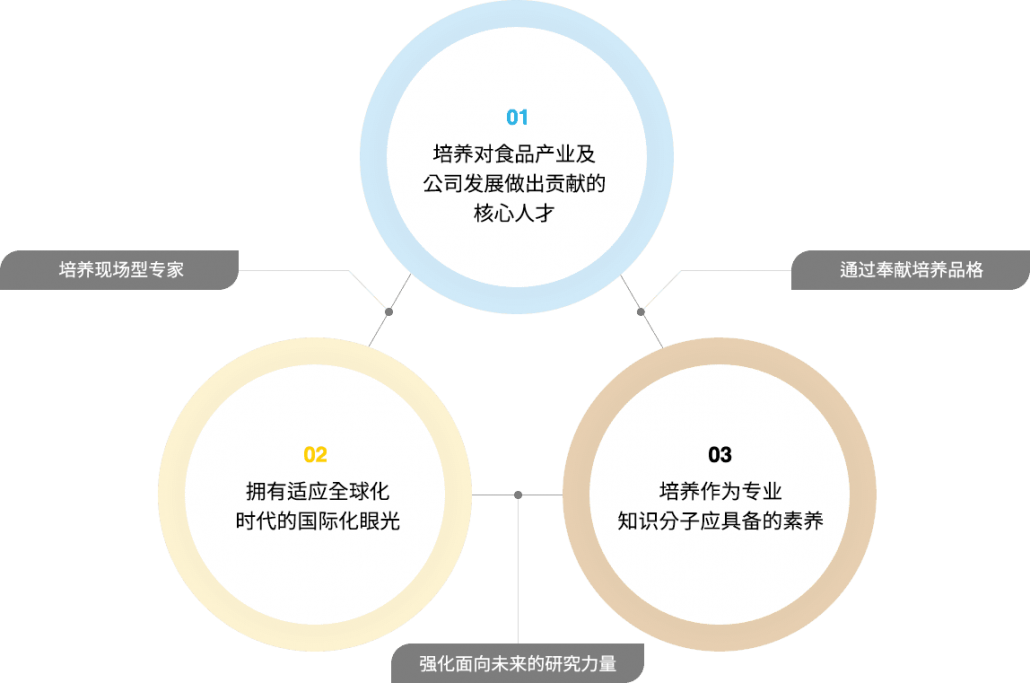 01
培养对食品产业及
公司发展做出贡献的
核心人才
培养现场型专家
通过奉献培养品格
02
拥有适应全球化
时代的国际化眼光
03
培养作为专业
知识分子应具备的素养
强化面向未来的研究力量